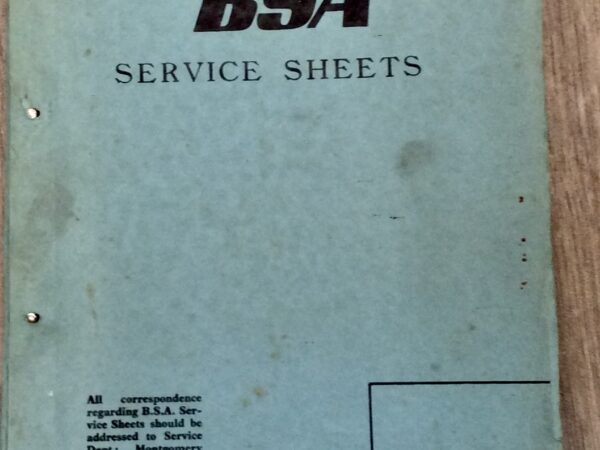 BSA
SERVICE SHEETS
All correspondence
regarding B.S.A. Ser-
vice Sheets should be
addressed to Service
Dept: Montgomery